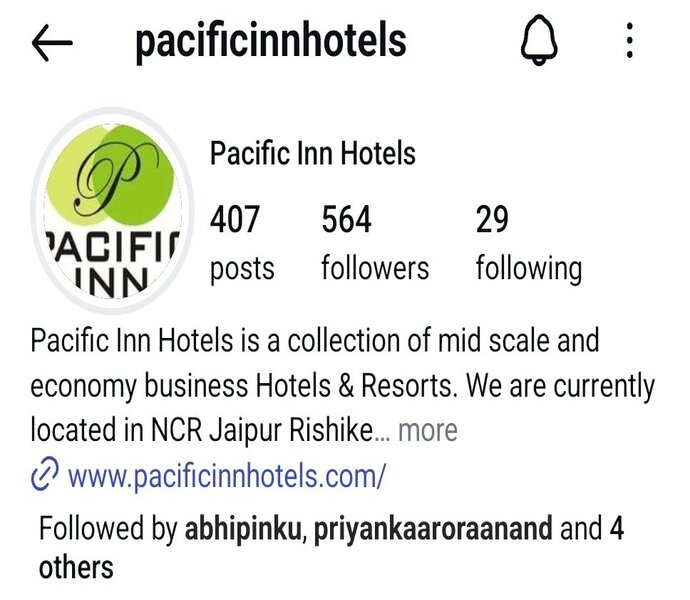 pacificinnhotels
P
PACIFIC
INN
Pacific Inn Hotels
407 564 29
posts followers following
Pacific Inn Hotels is a collection of mid scale and
economy business Hotels & Resorts. We are currently
located in NCR Jaipur Rishike... more
www.pacificinnhotels.com/
Followed by abhipinku, priyankaaroraanand and 4
others